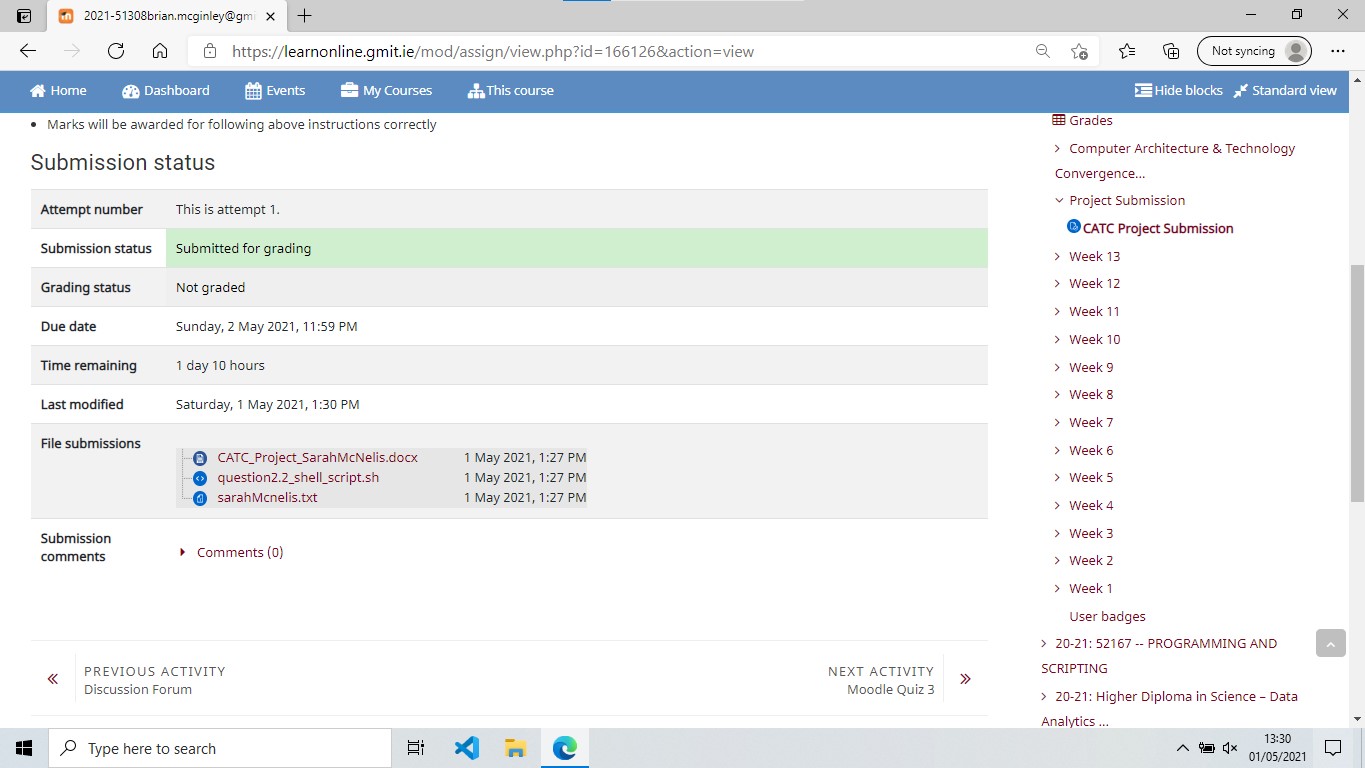 2021-51308brian.mcginley@gmi
https://learnonline.gmit.ie/mod/assign/view.php?id=166126&action=view
Not syncing
Home
Dashboard
Events
My Courses
This course
Hide blocks
Standard view
Marks will be awarded for following above instructions correctly
Submission status
Attempt number This is attempt 1.
Submission status Submitted for grading
Grading status Not graded
Due date Sunday, 2 May 2021, 11:59 PM
Time remaining 1 day 10 hours
Last modified Saturday, 1 May 2021, 1:30 PM
File submissions
CATC_Project_SarahMcNelis.docx 1 May 2021, 1:27 PM
question2.2_shell_script.sh 1 May 2021, 1:27 PM
sarahMcnelis.txt 1 May 2021, 1:27 PM
Submission
comments
Comments (0)
PREVIOUS ACTIVITY
Discussion Forum
NEXT ACTIVITY
Moodle Quiz 3
Grades
Computer Architecture & Technology
Convergence...
Project Submission
CATC Project Submission
Week 13
Week 12
Week 11
Week 10
Week 9
Week 8
Week 7
Week 6
Week 5
Week 4
Week 3
Week 2
Week 1
User badges
20-21: 52167 -- PROGRAMMING AND
SCRIPTING
20-21: Higher Diploma in Science – Data
Analytics ...
Type here to search
13:30
01/05/2021